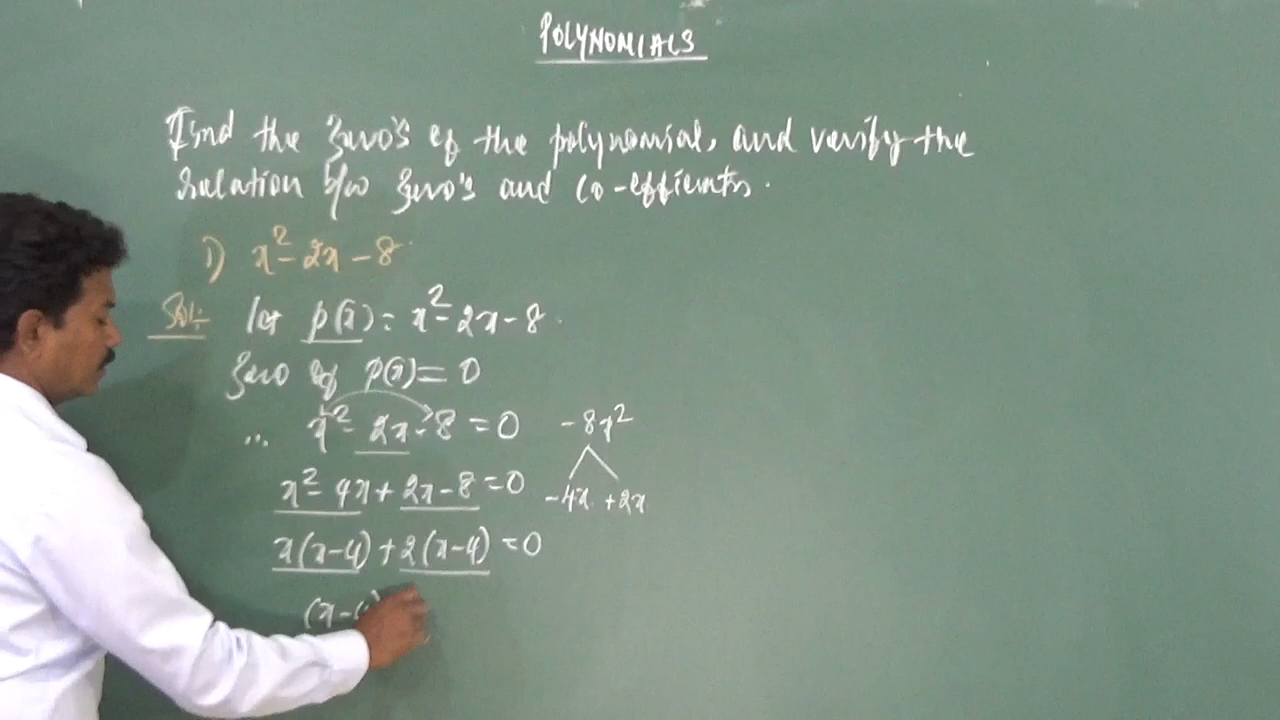 POLYNOMIALS
Find the Zero's of the polynomial, and verify the
relation b/w Zero's and co-efficients.
1) x² - 2x - 8
Sol:- let p(x) = x² - 2x - 8.
Zero of p(x) = 0
∴ x² - 2x - 8 = 0 -8x²
x² - 4x + 2x - 8 = 0 -4x +2x
x(x-4) + 2(x-4) = 0
(x-4)